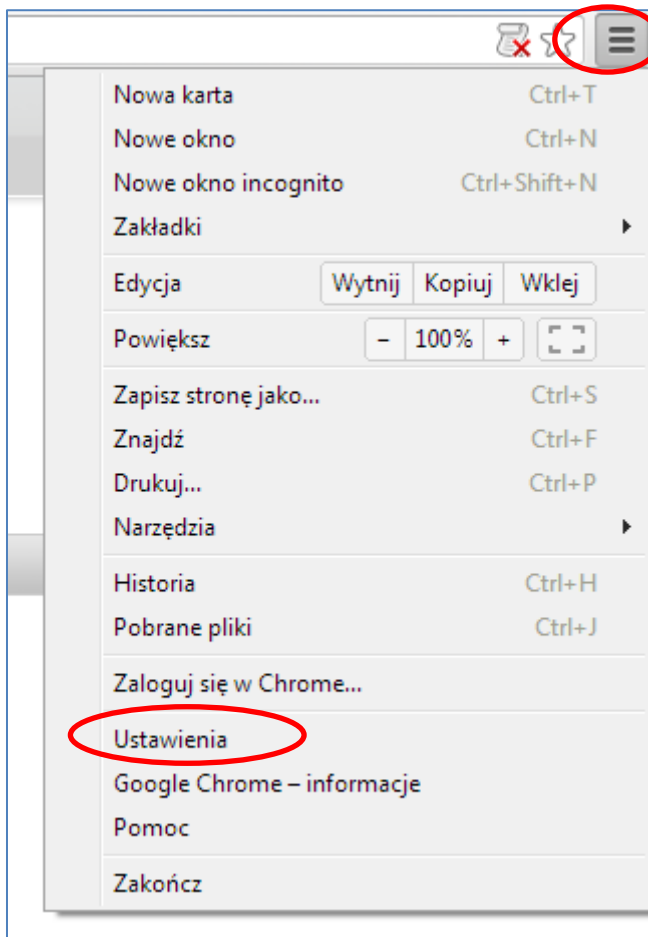 Nowa karta Ctrl+T
Nowe okno Ctrl+N
Nowe okno incognito Ctrl+Shift+N
Zakładki
Edycja Wytnij Kopiuj Wklej
Powiększ - 100% +
Zapisz stronę jako... Ctrl+S
Znajdź Ctrl+F
Drukuj... Ctrl+P
Narzędzia
Historia Ctrl+H
Pobrane pliki Ctrl+J
Zaloguj się w Chrome...
Ustawienia
Google Chrome – informacje
Pomoc
Zakończ